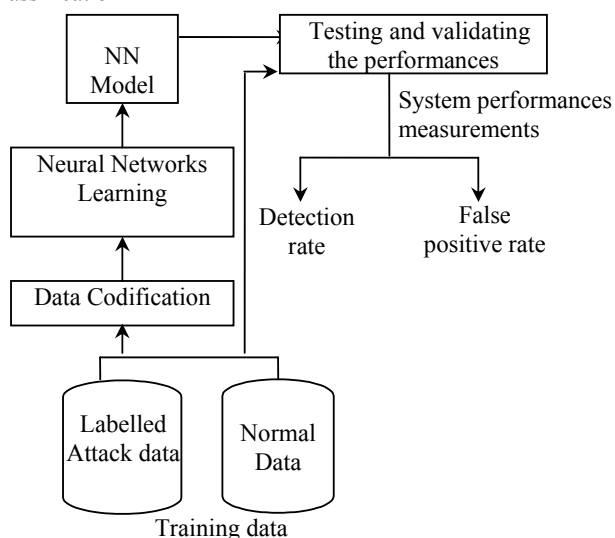 NN
Model
Testing and validating
the performances
System performances
measurements
Neural Networks
Learning
Detection
rate
False
positive rate
Data Codification
Labelled
Attack data
Normal
Data
Training data